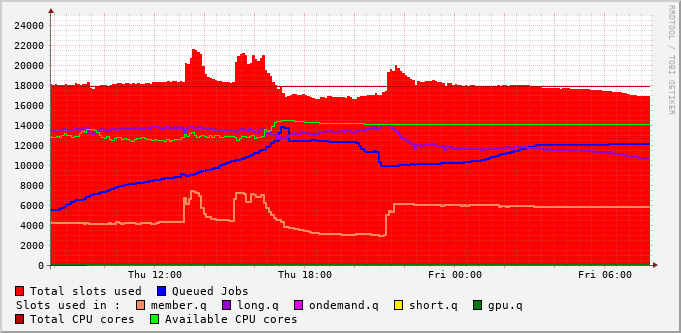 24000
22000
20000
18000
16000
14000
12000
10000
8000
6000
4000
2000
0
Thu 12:00 Thu 18:00 Fri 00:00 Fri 06:00
Total slots used Queued Jobs
Slots used in : member.q long.q ondemand.q short.q gpu.q
Total CPU cores Available CPU cores
RRDTOOL / TOBI OETIKER